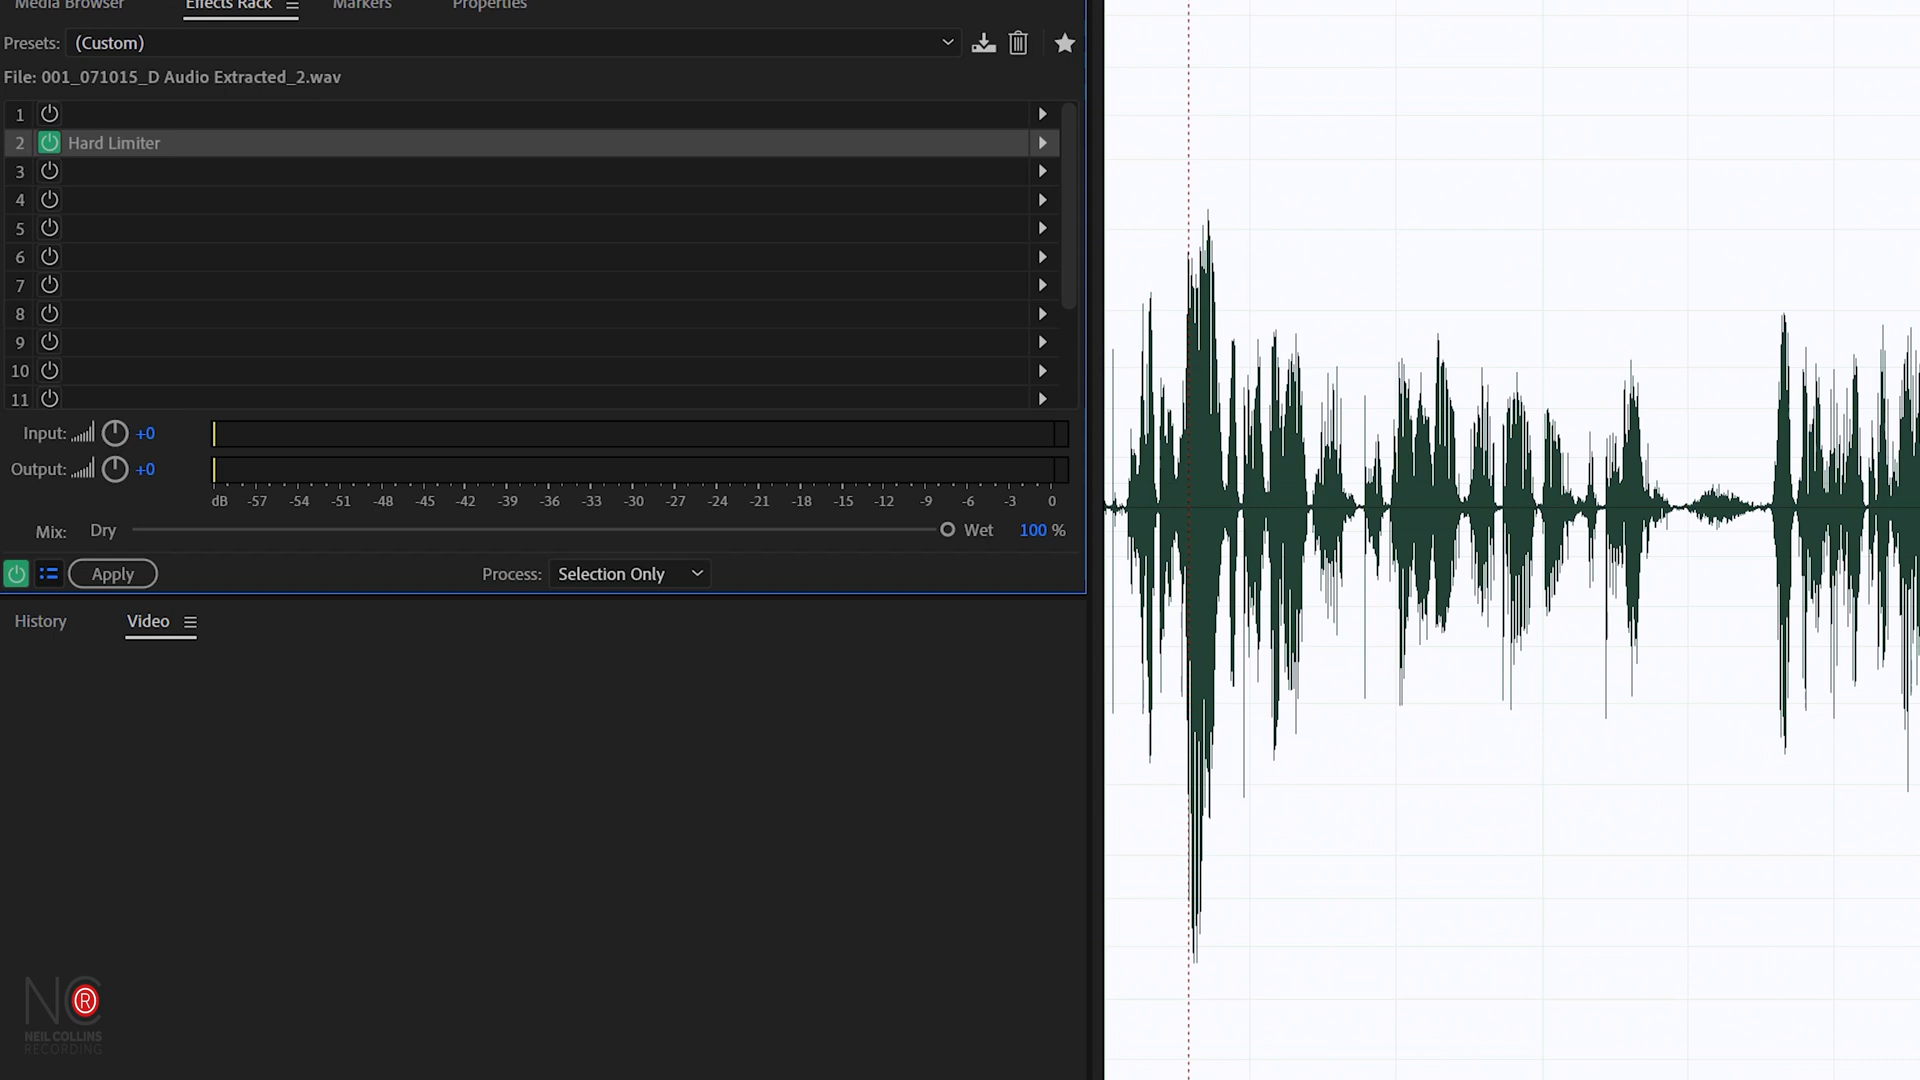 Media Browser Effects Rack Markers Properties
Presets: (Custom)
File: 001_071015_D Audio Extracted_2.wav
1
2 Hard Limiter
3
4
5
6
7
8
9
10
11
Input: +0
Output: +0
dB -57 -54 -51 -48 -45 -42 -39 -36 -33 -30 -27 -24 -21 -18 -15 -12 -9 -6 -3 0
Mix: Dry Wet 100 %
Apply Process: Selection Only
History Video
NC R
NEIL COLLINS
RECORDING